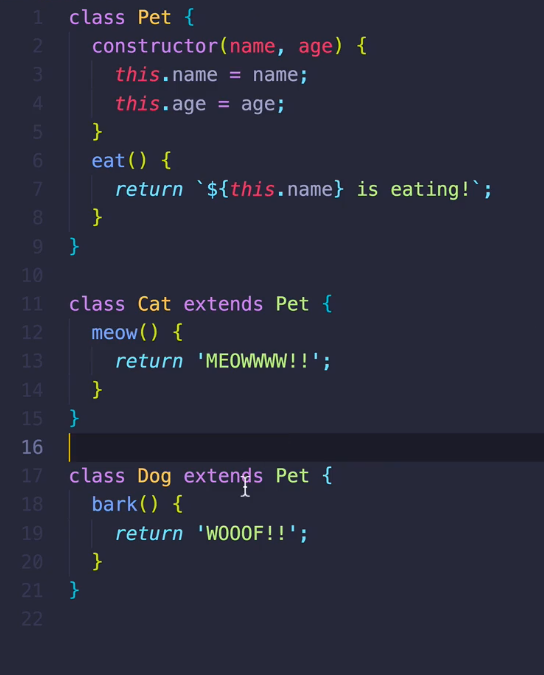 1 class Pet {
2   constructor(name, age) {
3     this.name = name;
4     this.age = age;
5   }
6   eat() {
7     return `${this.name} is eating!`;
8   }
9 }
10
11 class Cat extends Pet {
12   meow() {
13     return 'MEOWWWW!!';
14   }
15 }
16
17 class Dog extends Pet {
18   bark() {
19     return 'WOOOF!!';
20   }
21 }
22